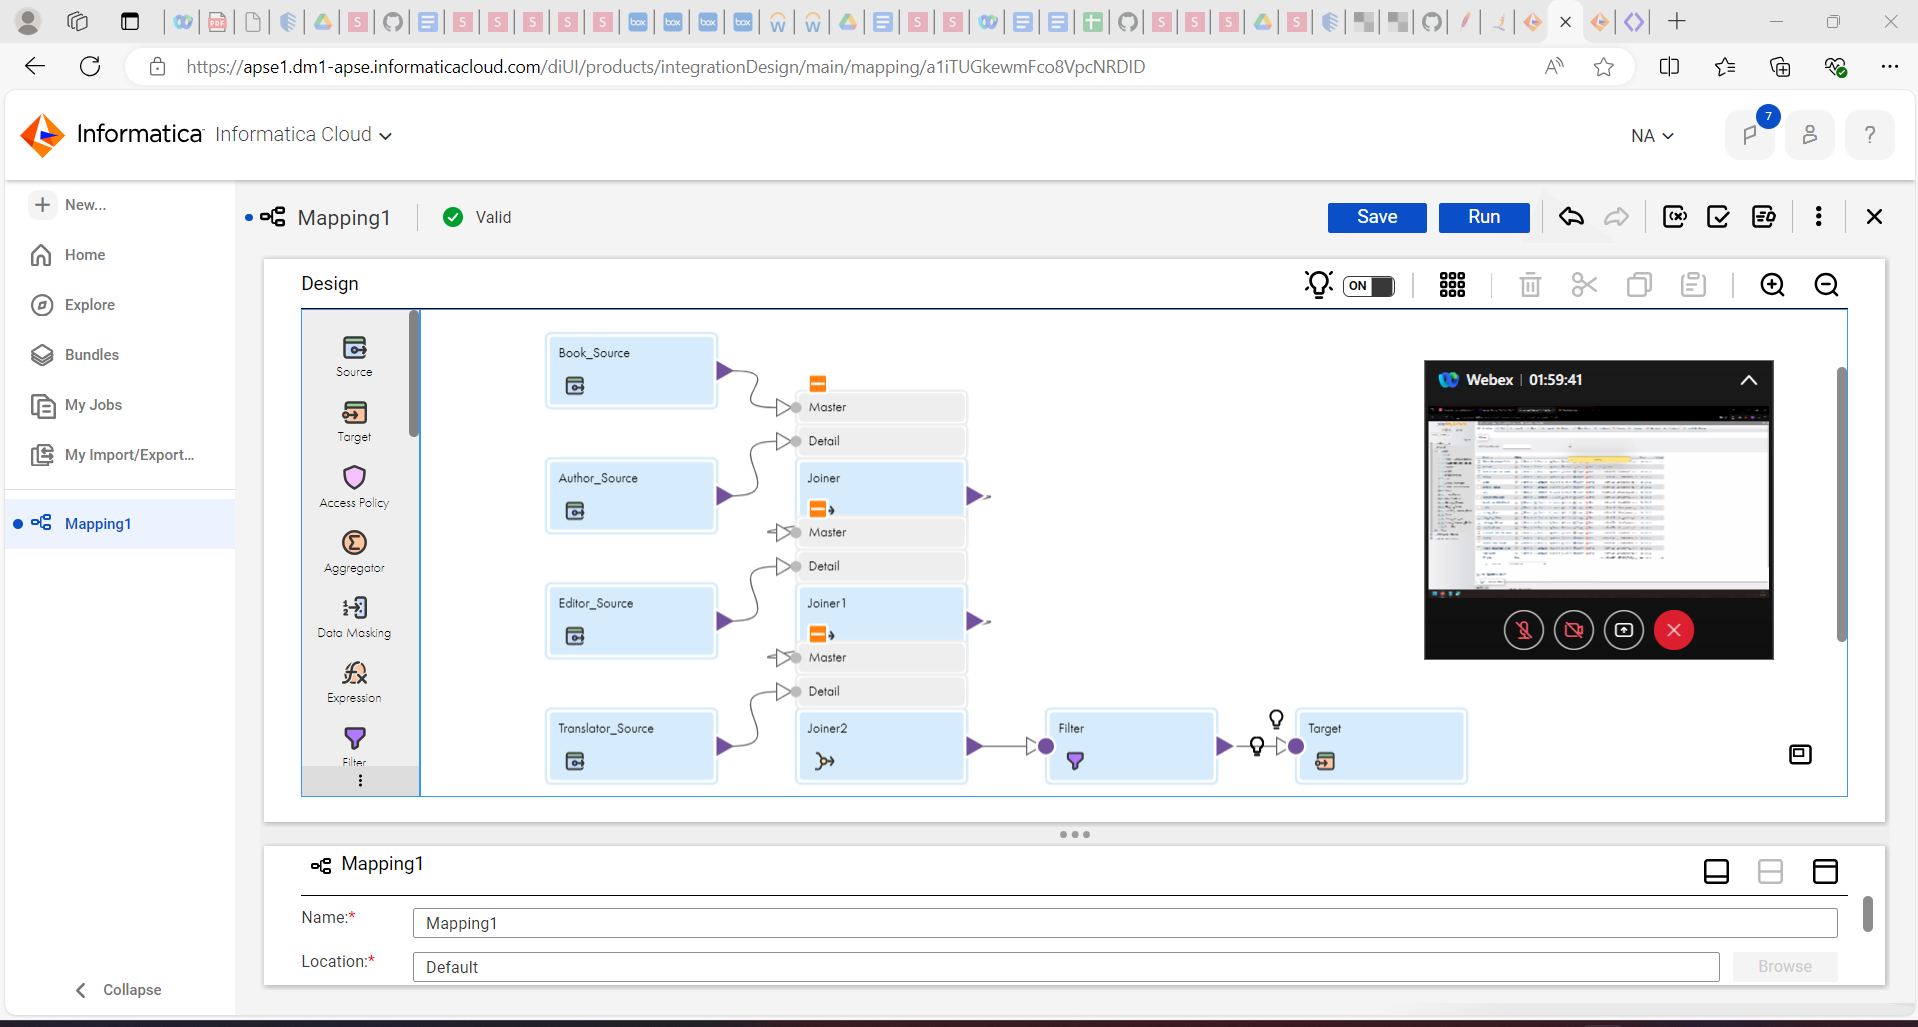 https://apse1.dm1-apse.informaticacloud.com/diUI/products/integrationDesign/main/mapping/a1iTUGkewmFco8VpcNRDID
Informatica Informatica Cloud
NA
7
?
New...
Home
Explore
Bundles
My Jobs
My Import/Export...
Mapping1
Collapse
Mapping1
Valid
Save
Run
Design
ON
Source
Target
Access Policy
Aggregator
Data Masking
Expression
Filter
Book_Source
Master
Detail
Author_Source
Joiner
Master
Detail
Editor_Source
Joiner1
Master
Detail
Translator_Source
Joiner2
Filter
Target
Webex | 01:59:41
Mapping1
Name:*
Mapping1
Location:*
Default
Browse